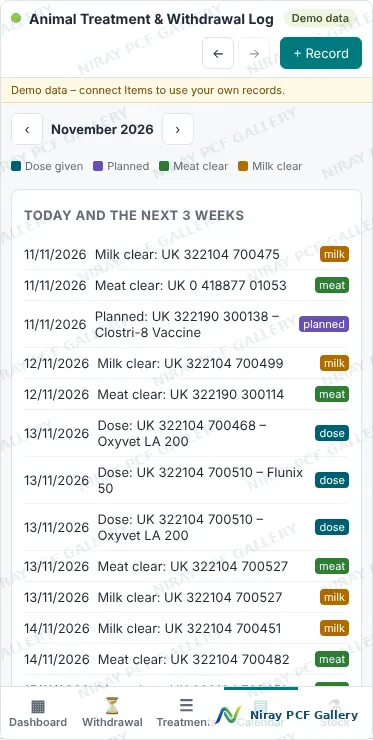 Animal Treatment & Withdrawal Log Demo data
← → + Record
Demo data – connect Items to use your own records.
‹ November 2026 ›
Dose given Planned Meat clear Milk clear
TODAY AND THE NEXT 3 WEEKS
11/11/2026 Milk clear: UK 322104 700475 milk
11/11/2026 Meat clear: UK 0 418877 01053 meat
11/11/2026 Planned: UK 322190 300138 –
Clostri-8 Vaccine planned
12/11/2026 Milk clear: UK 322104 700499 milk
12/11/2026 Meat clear: UK 322190 300114 meat
13/11/2026 Dose: UK 322104 700468 –
Oxyvet LA 200 dose
13/11/2026 Dose: UK 322104 700510 – Flunix
50 dose
13/11/2026 Dose: UK 322104 700510 –
Oxyvet LA 200 dose
13/11/2026 Meat clear: UK 322104 700527 meat
13/11/2026 Milk clear: UK 322104 700527 milk
14/11/2026 Milk clear: UK 322104 700451 milk
14/11/2026 Meat clear: UK 322104 700482 meat
Dashboard Withdrawal Treatment Calendar Stock
Niray PCF Gallery
NIRAY PCF GALLERY